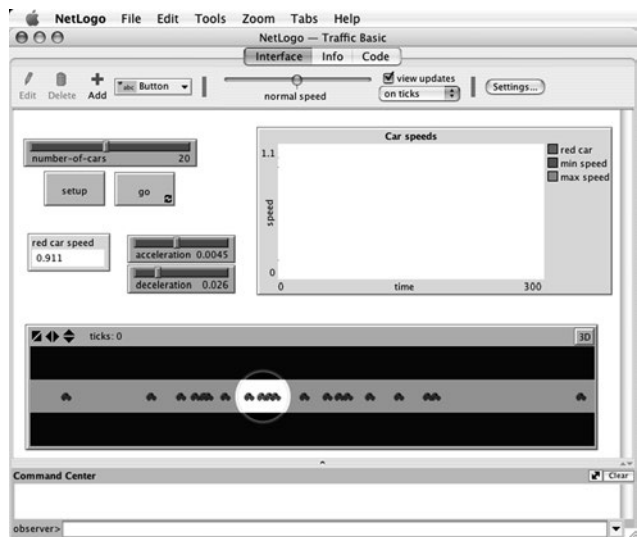 NetLogo File Edit Tools Zoom Tabs Help
NetLogo — Traffic Basic
Interface Info Code
Edit Delete Add abc Button normal speed view updates on ticks Settings...
Car speeds
number-of-cars 20
setup go
red car speed
0.911
acceleration 0.0045
deceleration 0.026
1.1
speed
0
0 time 300
red car
min speed
max speed
ticks: 0 3D
Command Center Clear
observer>